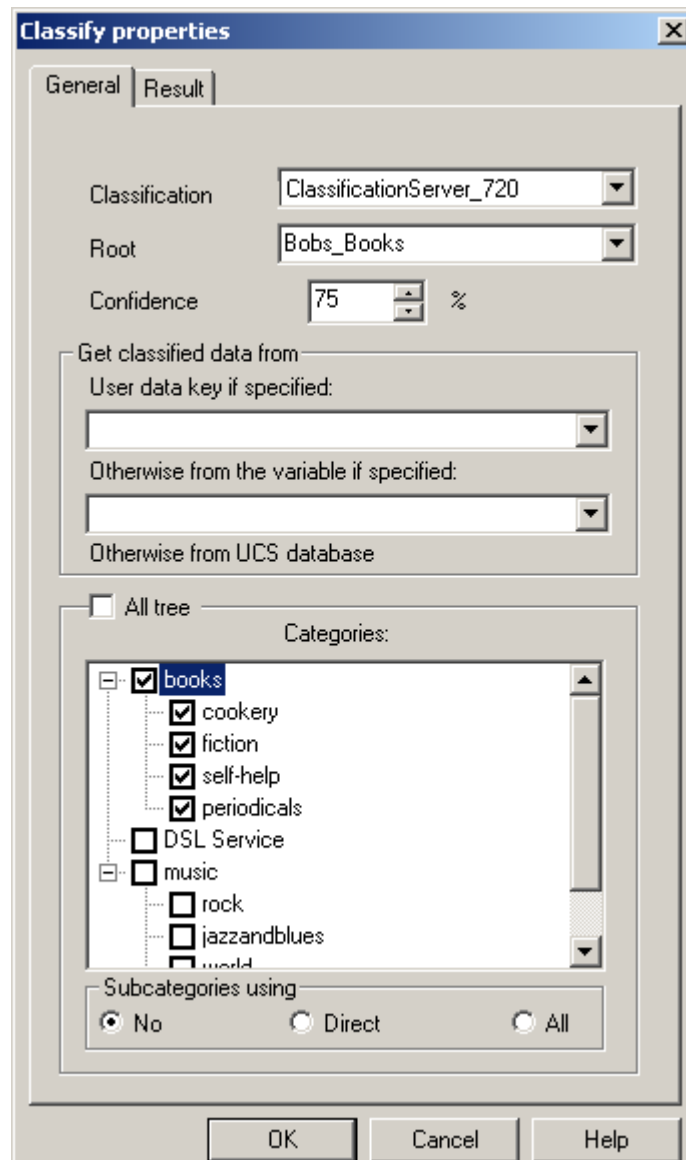 Classify properties
General Result
Classification ClassificationServer_720
Root Bobs_Books
Confidence 75 %
Get classified data from
User data key if specified:
Otherwise from the variable if specified:
Otherwise from UCS database
All tree
Categories:
books
cookery
fiction
self-help
periodicals
DSL Service
music
rock
jazzandblues
world
Subcategories using
No Direct All
OK Cancel Help